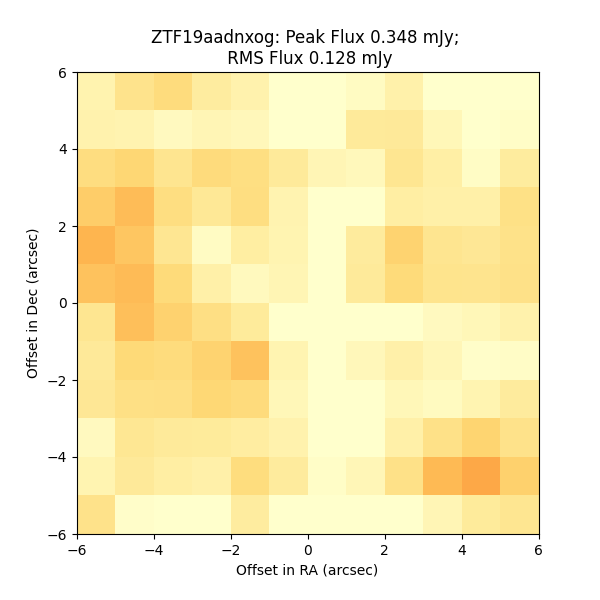 ZTF19aadnxog: Peak Flux 0.348 mJy;
RMS Flux 0.128 mJy
6
4
2
0
−2
−4
−6
Offset in Dec (arcsec)
−6 −4 −2 0 2 4 6
Offset in RA (arcsec)